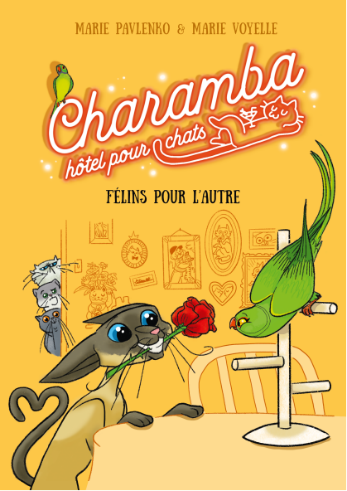 MARIE PAVLENKO & MARIE VOYELLE
Charamba
hôtel pour chats
FÉLINS POUR L'AUTRE